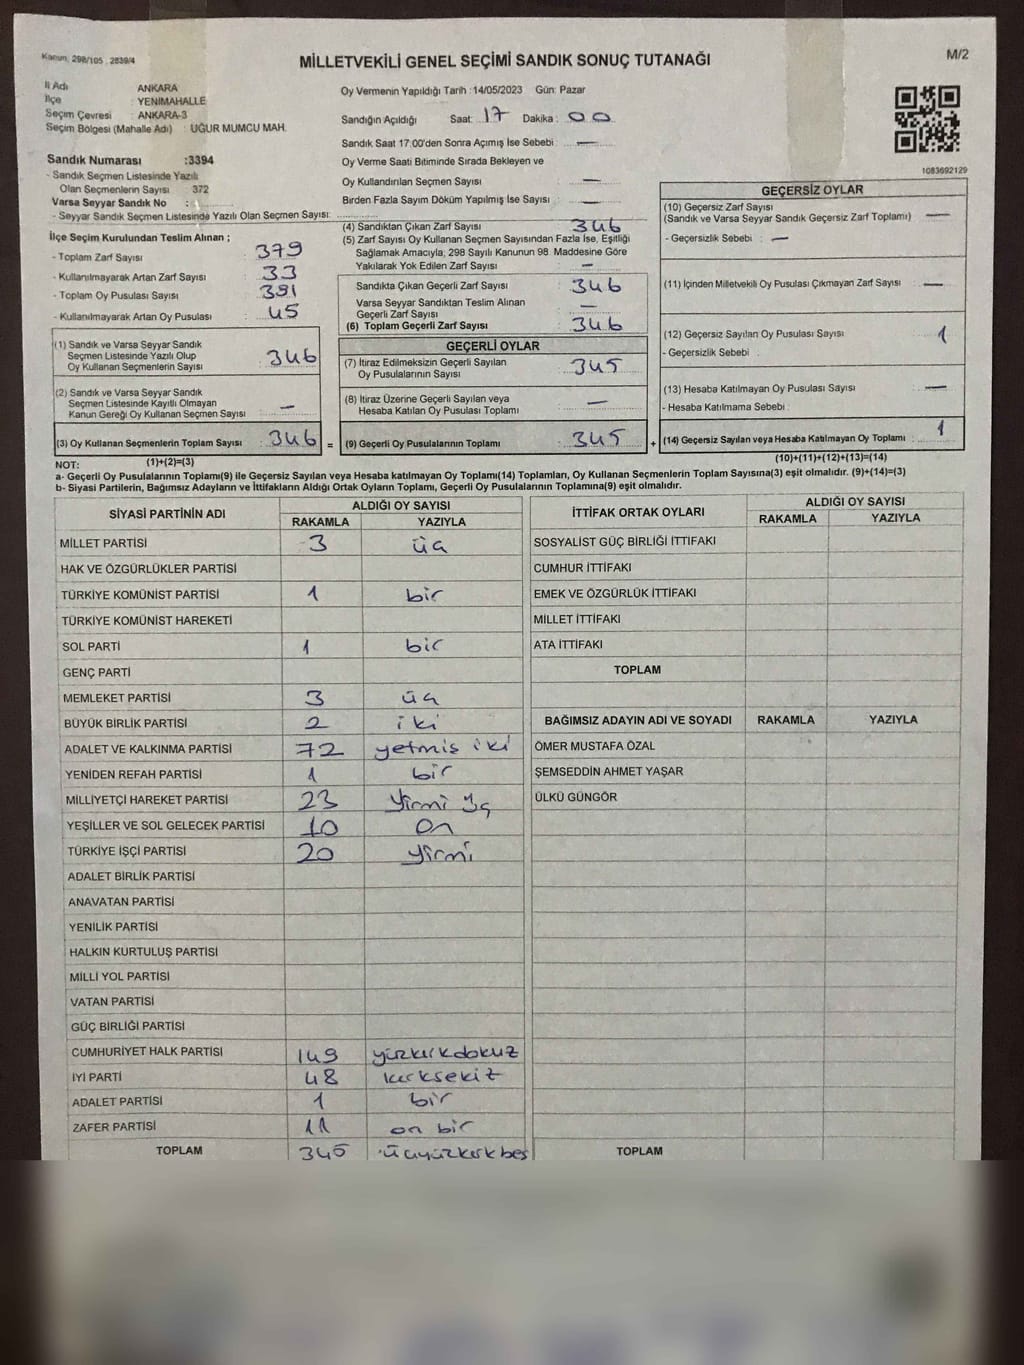 Kanun, 298/105 , 2839/4
MİLLETVEKİLİ GENEL SEÇİMİ SANDIK SONUÇ TUTANAĞI
M/2
İl Adı ANKARA
İlçe : YENİMAHALLE
Seçim Çevresi : ANKARA-3
Seçim Bölgesi (Mahalle Adı) : UĞUR MUMCU MAH.
Sandık Numarası :3394
- Sandık Seçmen Listesinde Yazılı
Olan Seçmenlerin Sayısı 372
Varsa Seyyar Sandık No :
- Seyyar Sandık Seçmen Listesinde Yazılı Olan Seçmen Sayısı:
İlçe Seçim Kurulundan Teslim Alınan ;
- Toplam Zarf Sayısı : 379
- Kullanılmayarak Artan Zarf Sayısı : 33
- Toplam Oy Pusulası Sayısı : 391
- Kullanılmayarak Artan Oy Pusulası : 45
(1) Sandık ve Varsa Seyyar Sandık
Seçmen Listesinde Yazılı Olup
Oy Kullanan Seçmenlerin Sayısı : 346
(2) Sandık ve Varsa Seyyar Sandık
Seçmen Listesinde Kayıtlı Olmayan
Kanun Gereği Oy Kullanan Seçmen Sayısı : —
(3) Oy Kullanan Seçmenlerin Toplam Sayısı : 346 =
(1)+(2)=(3)
Oy Vermenin Yapıldığı Tarih :14/05/2023 Gün: Pazar
Sandığın Açıldığı Saat: 17 Dakika : 00
Sandık Saat 17:00'den Sonra Açımış İse Sebebi : —
Oy Verme Saati Bitiminde Sırada Bekleyen ve
Oy Kullandırılan Seçmen Sayısı : —
Birden Fazla Sayım Döküm Yapılmış İse Sayısı : —
(4) Sandıktan Çıkan Zarf Sayısı : 346
(5) Zarf Sayısı Oy Kullanan Seçmen Sayısından Fazla İse, Eşitliği
Sağlamak Amacıyla; 298 Sayılı Kanunun 98 Maddesine Göre
Yakılarak Yok Edilen Zarf Sayısı : —
Sandıkta Çıkan Geçerli Zarf Sayısı : 346
Varsa Seyyar Sandıktan Teslim Alınan
Geçerli Zarf Sayısı : —
(6) Toplam Geçerli Zarf Sayısı : 346
GEÇERLİ OYLAR
(7) İtiraz Edilmeksizin Geçerli Sayılan
Oy Pusulalarının Sayısı : 345
(8) İtiraz Üzerine Geçerli Sayılan veya
Hesaba Katılan Oy Pusulası Toplamı : —
(9) Geçerli Oy Pusulalarının Toplamı : 345 +
1083692129
GEÇERSİZ OYLAR
(10) Geçersiz Zarf Sayısı
(Sandık ve Varsa Seyyar Sandık Geçersiz Zarf Toplamı) : —
- Geçersizlik Sebebi : —
(11) İçinden Milletvekili Oy Pusulası Çıkmayan Zarf Sayısı : —
(12) Geçersiz Sayılan Oy Pusulası Sayısı : 1
- Geçersizlik Sebebi :
(13) Hesaba Katılmayan Oy Pusulası Sayısı : —
- Hesaba Katılmama Sebebi :
(14) Geçersiz Sayılan veya Hesaba Katılmayan Oy Toplamı : 1
(10)+(11)+(12)+(13)=(14)
NOT:
a- Geçerli Oy Pusulalarının Toplamı(9) ile Geçersiz Sayılan veya Hesaba katılmayan Oy Toplamı(14) Toplamları, Oy Kullanan Seçmenlerin Toplam Sayısına(3) eşit olmalıdır. (9)+(14)=(3)
b- Siyasi Partilerin, Bağımsız Adayların ve İttifakların Aldığı Ortak Oyların Toplamı, Geçerli Oy Pusulalarının Toplamına(9) eşit olmalıdır.
SİYASİ PARTİNİN ADI ALDIĞI OY SAYISI
RAKAMLA YAZIYLA
MİLLET PARTİSİ 3 üç
HAK VE ÖZGÜRLÜKLER PARTİSİ
TÜRKİYE KOMÜNİST PARTİSİ 1 bir
TÜRKİYE KOMÜNİST HAREKETİ
SOL PARTİ 1 bir
GENÇ PARTİ
MEMLEKET PARTİSİ 3 üç
BÜYÜK BİRLİK PARTİSİ 2 iki
ADALET VE KALKINMA PARTİSİ 72 yetmiş iki
YENİDEN REFAH PARTİSİ 1 bir
MİLLİYETÇİ HAREKET PARTİSİ 23 yirmi üç
YEŞİLLER VE SOL GELECEK PARTİSİ 10 on
TÜRKİYE İŞÇİ PARTİSİ 20 yirmi
ADALET BİRLİK PARTİSİ
ANAVATAN PARTİSİ
YENİLİK PARTİSİ
HALKIN KURTULUŞ PARTİSİ
MİLLİ YOL PARTİSİ
VATAN PARTİSİ
GÜÇ BİRLİĞİ PARTİSİ
CUMHURİYET HALK PARTİSİ 149 yüzkırkdokuz
İYİ PARTİ 48 kırksekiz
ADALET PARTİSİ 1 bir
ZAFER PARTİSİ 11 on bir
TOPLAM 345 üçyüzkırkbeş
İTTİFAK ORTAK OYLARI ALDIĞI OY SAYISI
RAKAMLA YAZIYLA
SOSYALİST GÜÇ BİRLİĞİ İTTİFAKI
CUMHUR İTTİFAKI
EMEK VE ÖZGÜRLÜK İTTİFAKI
MİLLET İTTİFAKI
ATA İTTİFAKI
TOPLAM
BAĞIMSIZ ADAYIN ADI VE SOYADI RAKAMLA YAZIYLA
ÖMER MUSTAFA ÖZAL
ŞEMSEDDİN AHMET YAŞAR
ÜLKÜ GÜNGÖR
TOPLAM